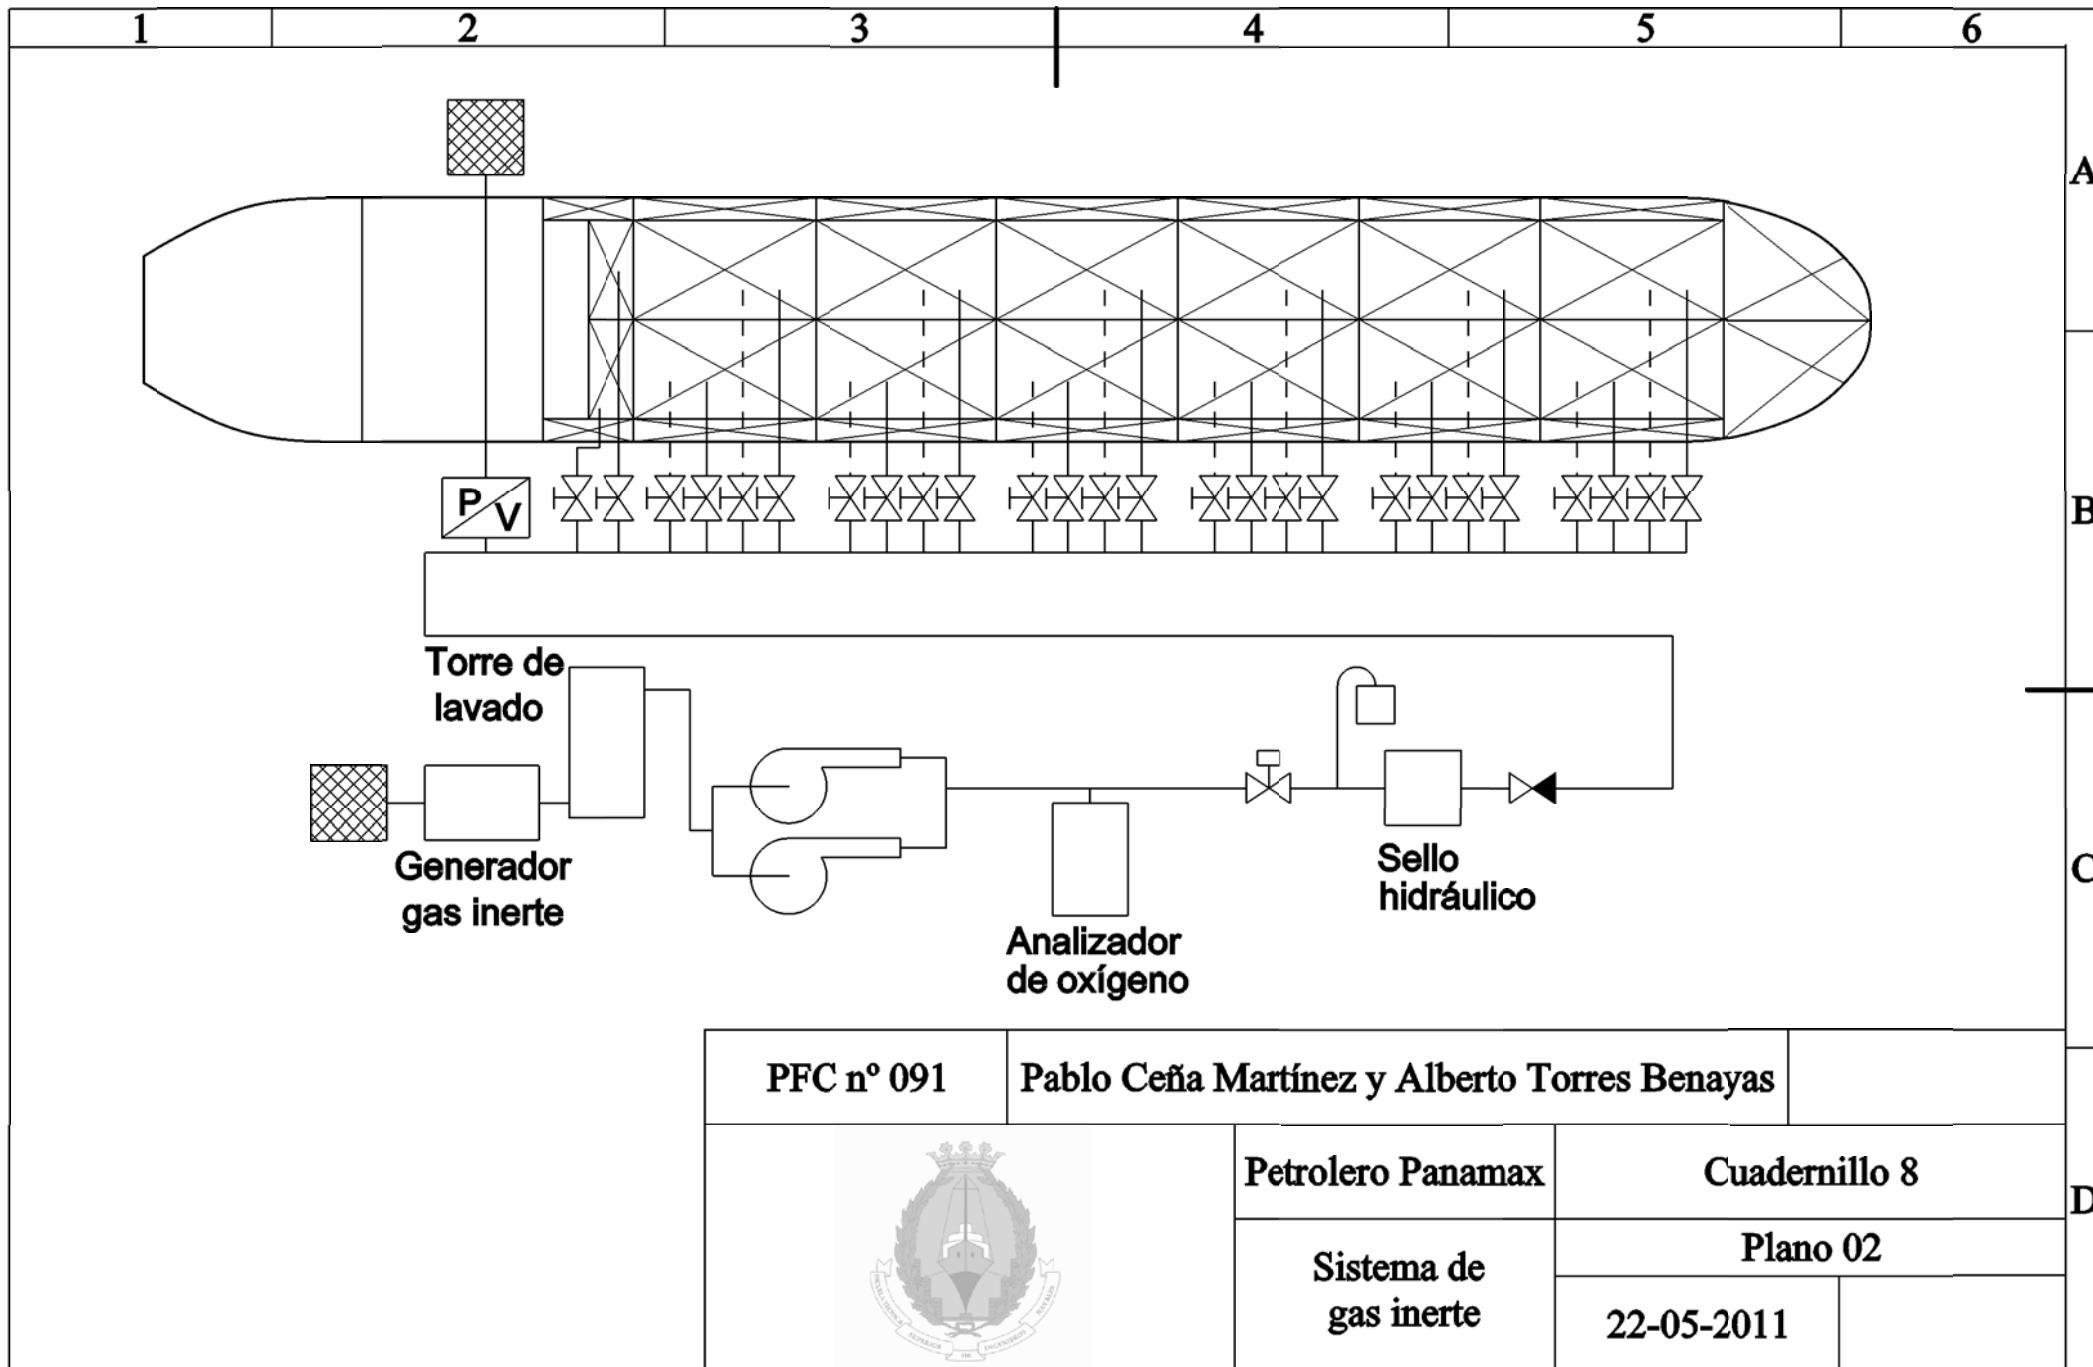 1 2 3 4 5 6
A
P/V
B
Torre de
lavado
Generador
gas inerte
Sello
hidráulico
C
Analizador
de oxígeno
PFC nº 091
Pablo Ceña Martínez y Alberto Torres Benayas
Petrolero Panamax
Cuadernillo 8
D
Sistema de
gas inerte
Plano 02
22-05-2011